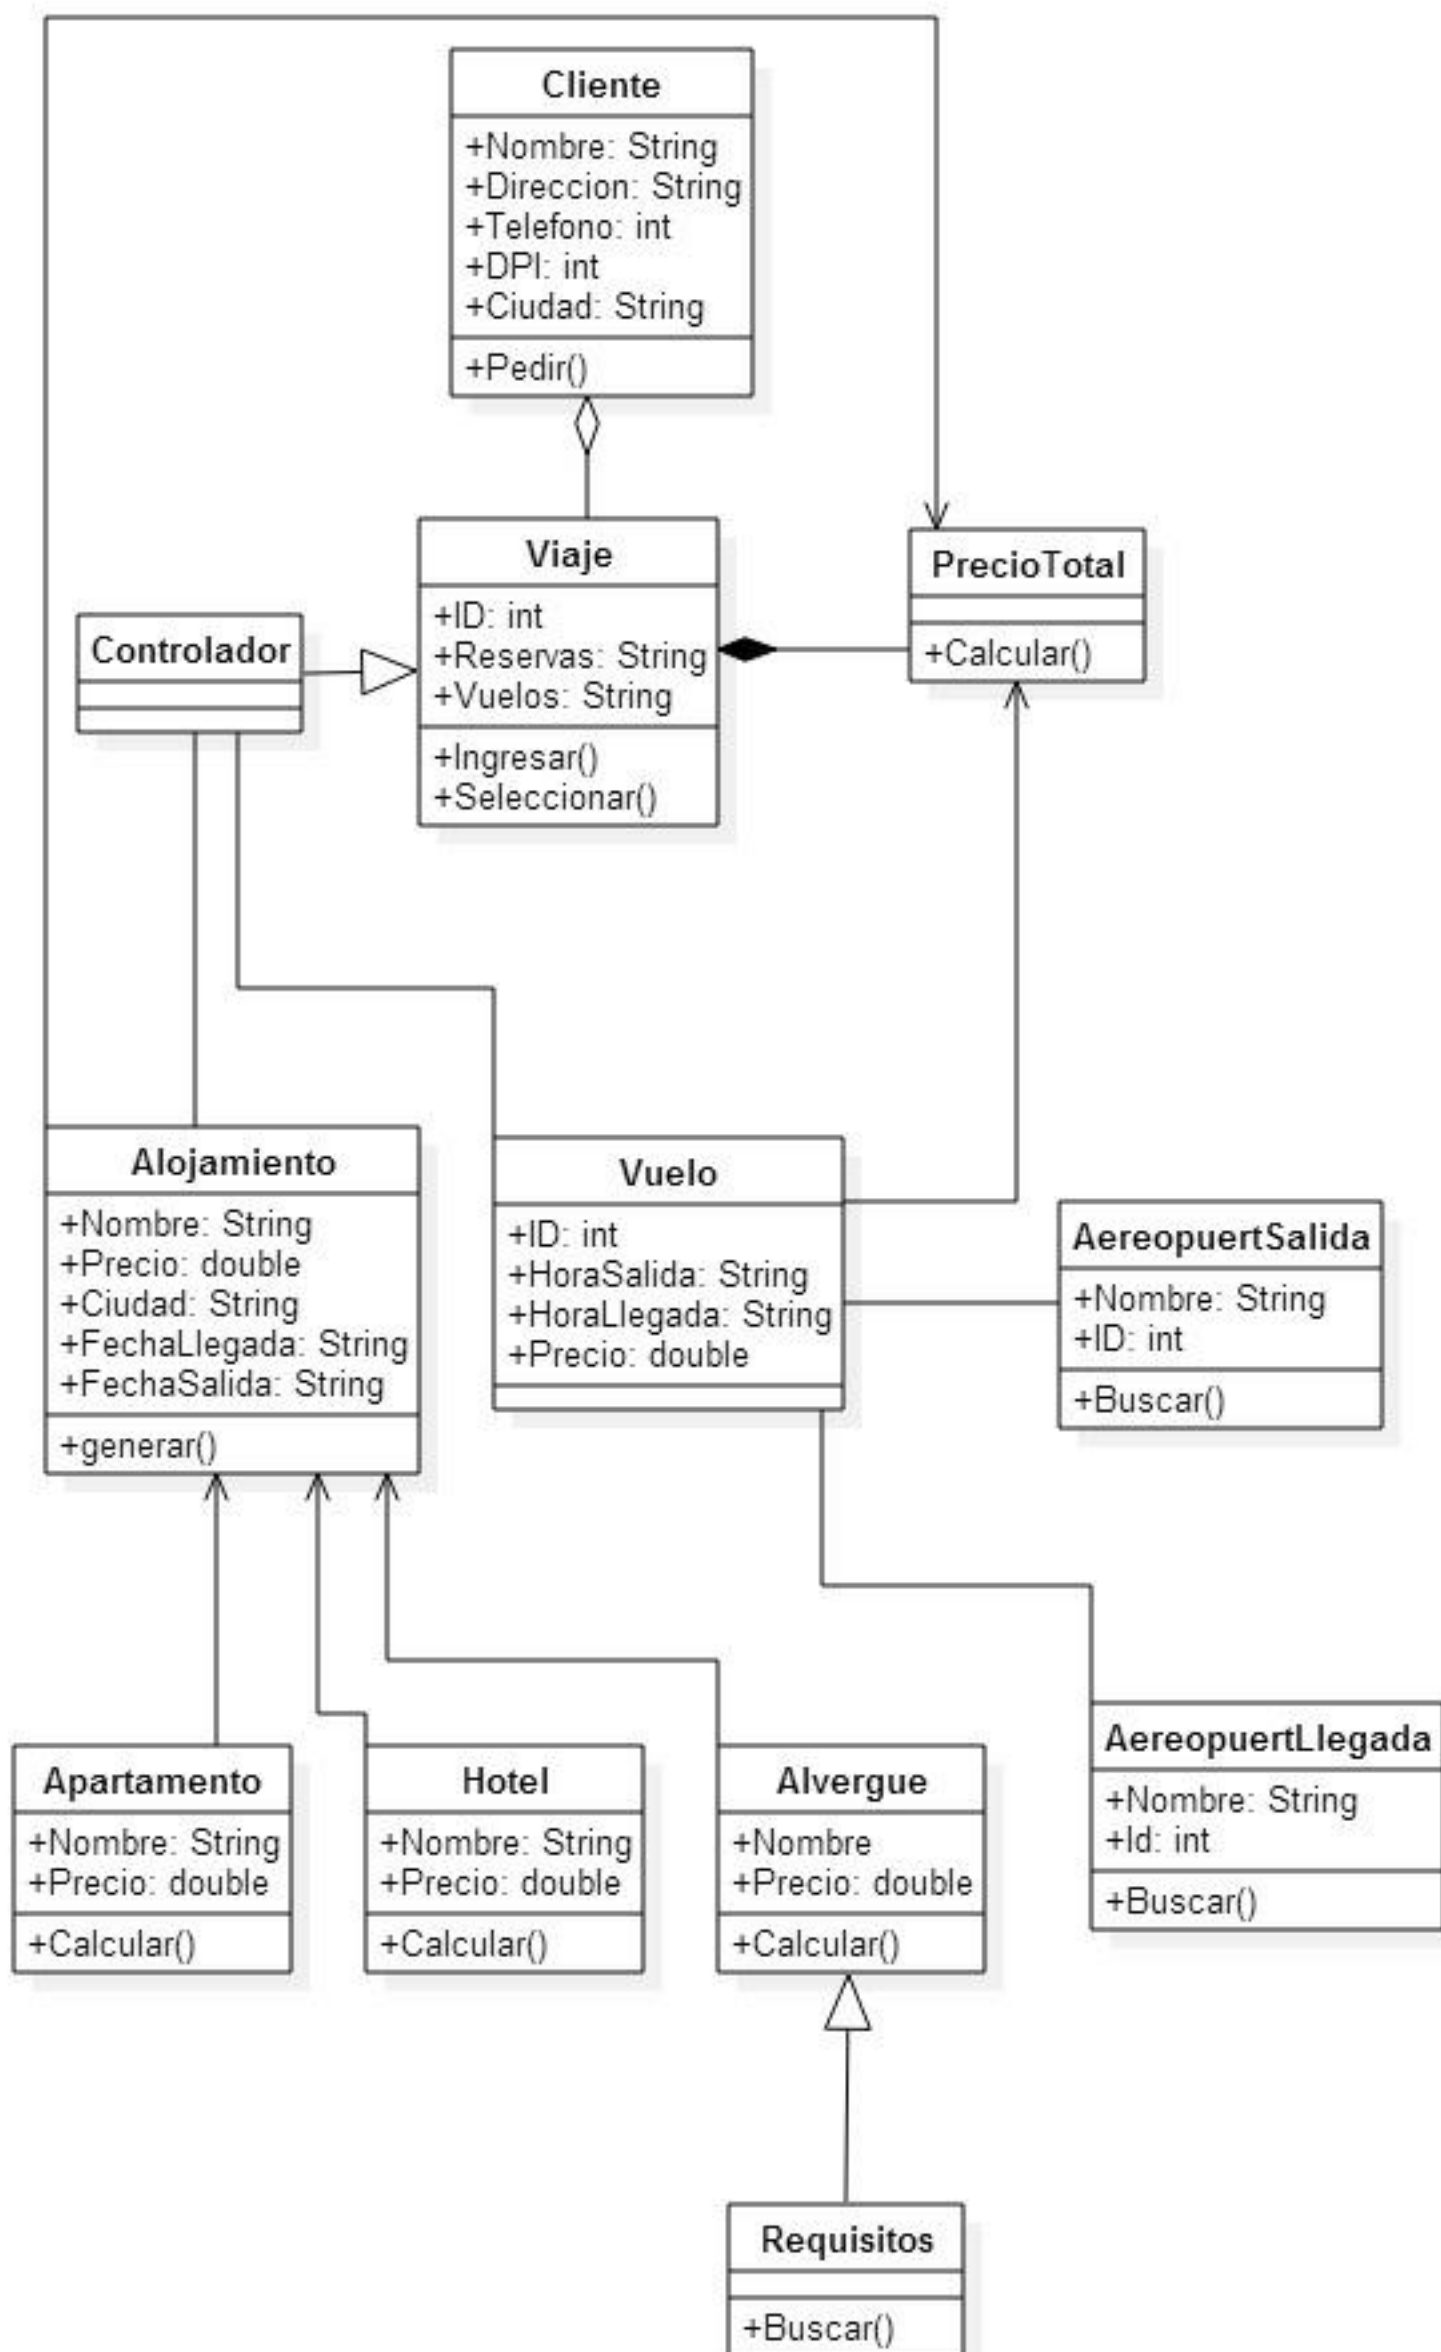 Cliente
+Nombre: String
+Direccion: String
+Telefono: int
+DPI: int
+Ciudad: String
+Pedir()
Viaje
+ID: int
+Reservas: String
+Vuelos: String
+Ingresar()
+Seleccionar()
PrecioTotal
+Calcular()
Controlador
Alojamiento
+Nombre: String
+Precio: double
+Ciudad: String
+FechaLlegada: String
+FechaSalida: String
+generar()
Vuelo
+ID: int
+HoraSalida: String
+HoraLlegada: String
+Precio: double
AereopuertSalida
+Nombre: String
+ID: int
+Buscar()
Apartamento
+Nombre: String
+Precio: double
+Calcular()
Hotel
+Nombre: String
+Precio: double
+Calcular()
Alvergue
+Nombre
+Precio: double
+Calcular()
AereopuertLlegada
+Nombre: String
+Id: int
+Buscar()
Requisitos
+Buscar()